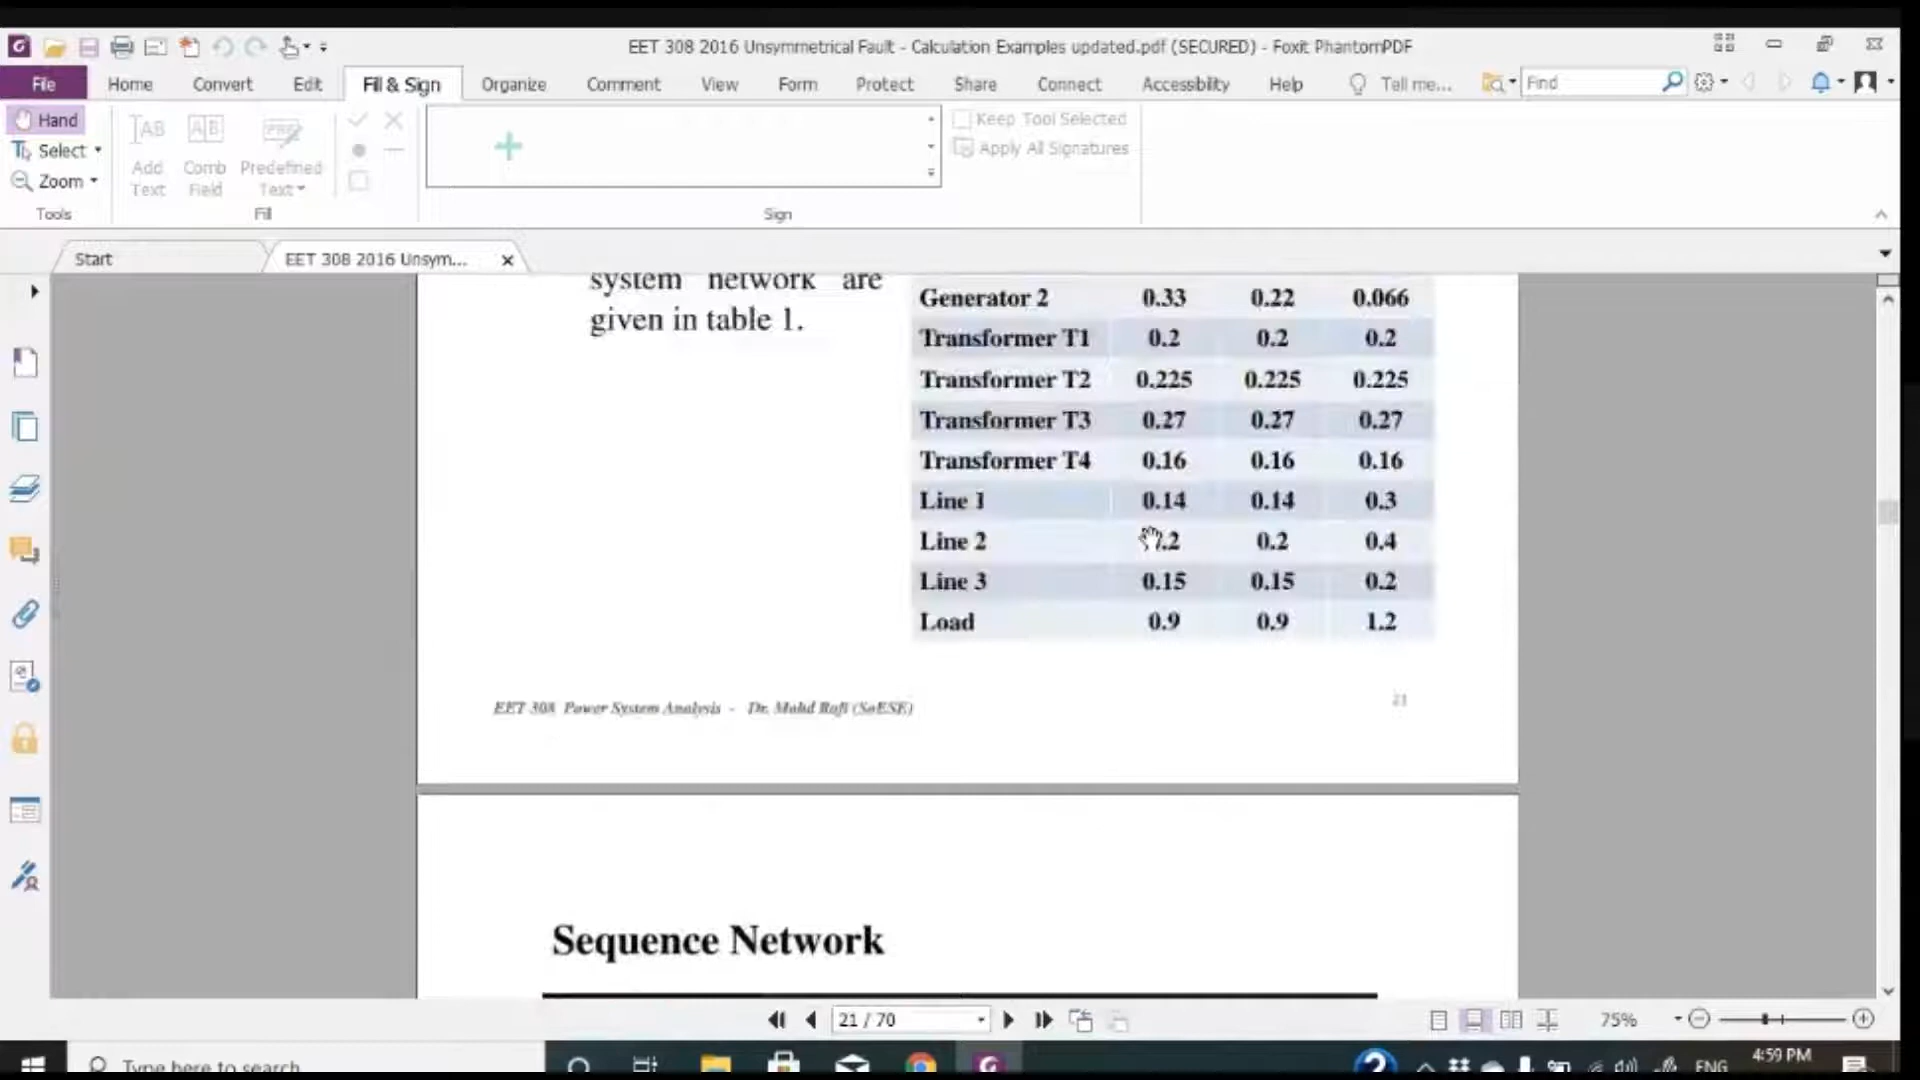 EET 308 2016 Unsymmetrical Fault - Calculation Examples updated.pdf (SECURED) - Foxit PhantomPDF
File Home Convert Edit Fill & Sign Organize Comment View Form Protect Share Connect Accessibility Help Tell me... Find
Hand
Select
Zoom
Tools
Add Text
Comb Field
Predefined Text
Fill
Sign
Keep Tool Selected
Apply All Signatures
Start
EET 308 2016 Unsym...
system network are
given in table 1.
Generator 2 0.33 0.22 0.066
Transformer T1 0.2 0.2 0.2
Transformer T2 0.225 0.225 0.225
Transformer T3 0.27 0.27 0.27
Transformer T4 0.16 0.16 0.16
Line 1 0.14 0.14 0.3
Line 2 .2 0.2 0.4
Line 3 0.15 0.15 0.2
Load 0.9 0.9 1.2
EET 308 Power System Analysis - Dr. Mohd Rafi (SoESE) 21
Sequence Network
21 / 70
75%
Type here to search
ENG
4:59 PM